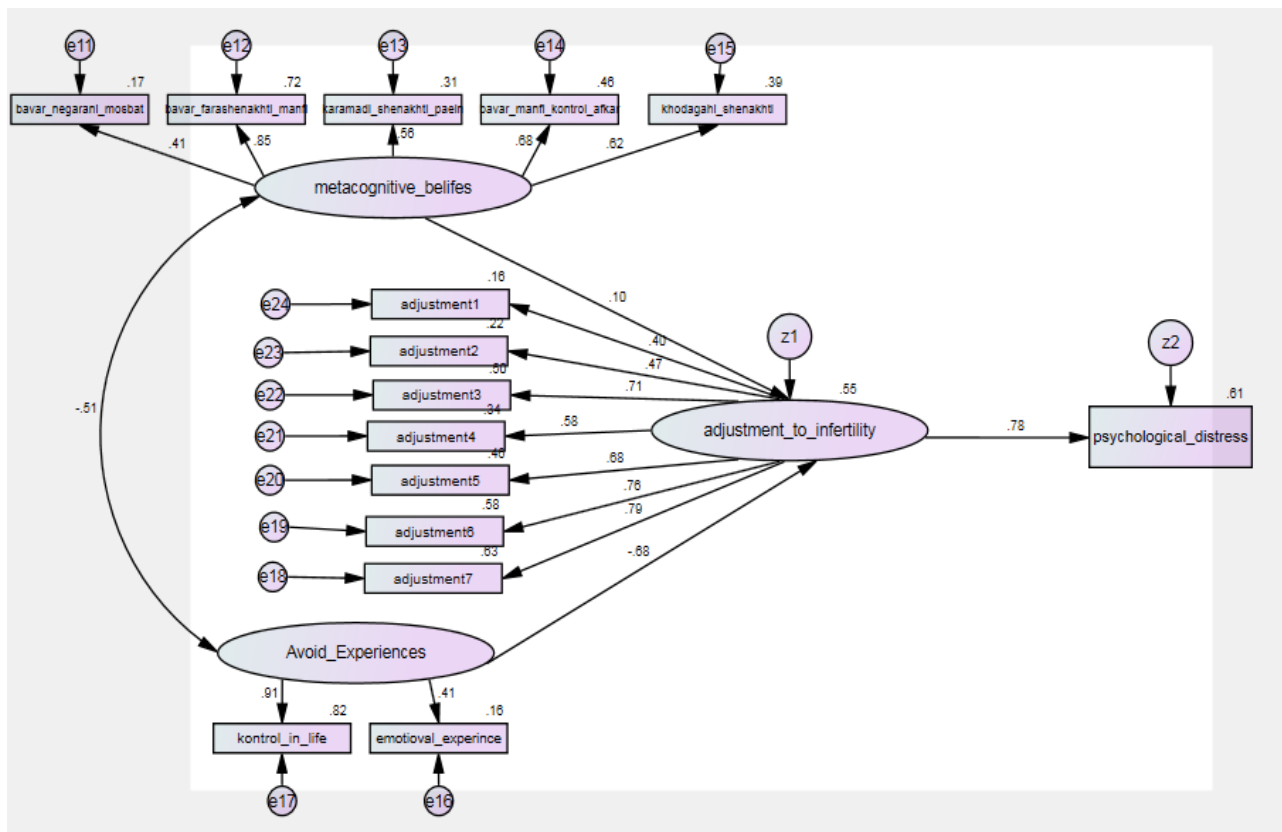 e11
e12
e13
e14
e15
.17
.72
.31
.46
.39
bavar_negarani_mosbat
bavar_farashenakhti_manfi
karamadi_shenakhti_paein
bavar_manfi_kontrol_afkar
khodagahi_shenakhti
.41
.85
.56
.68
.62
metacognitive_belifes
-.51
.10
.16
e24
adjustment1
.40
.22
e23
adjustment2
.47
.50
e22
adjustment3
.71
.34
e21
adjustment4
.58
.46
e20
adjustment5
.68
.58
e19
adjustment6
.76
.63
e18
adjustment7
.79
-.68
z1
.55
adjustment_to_infertility
.78
z2
.61
psychological_distress
Avoid_Experiences
.91
.41
.82
.16
kontrol_in_life
emotioval_experince
e17
e16